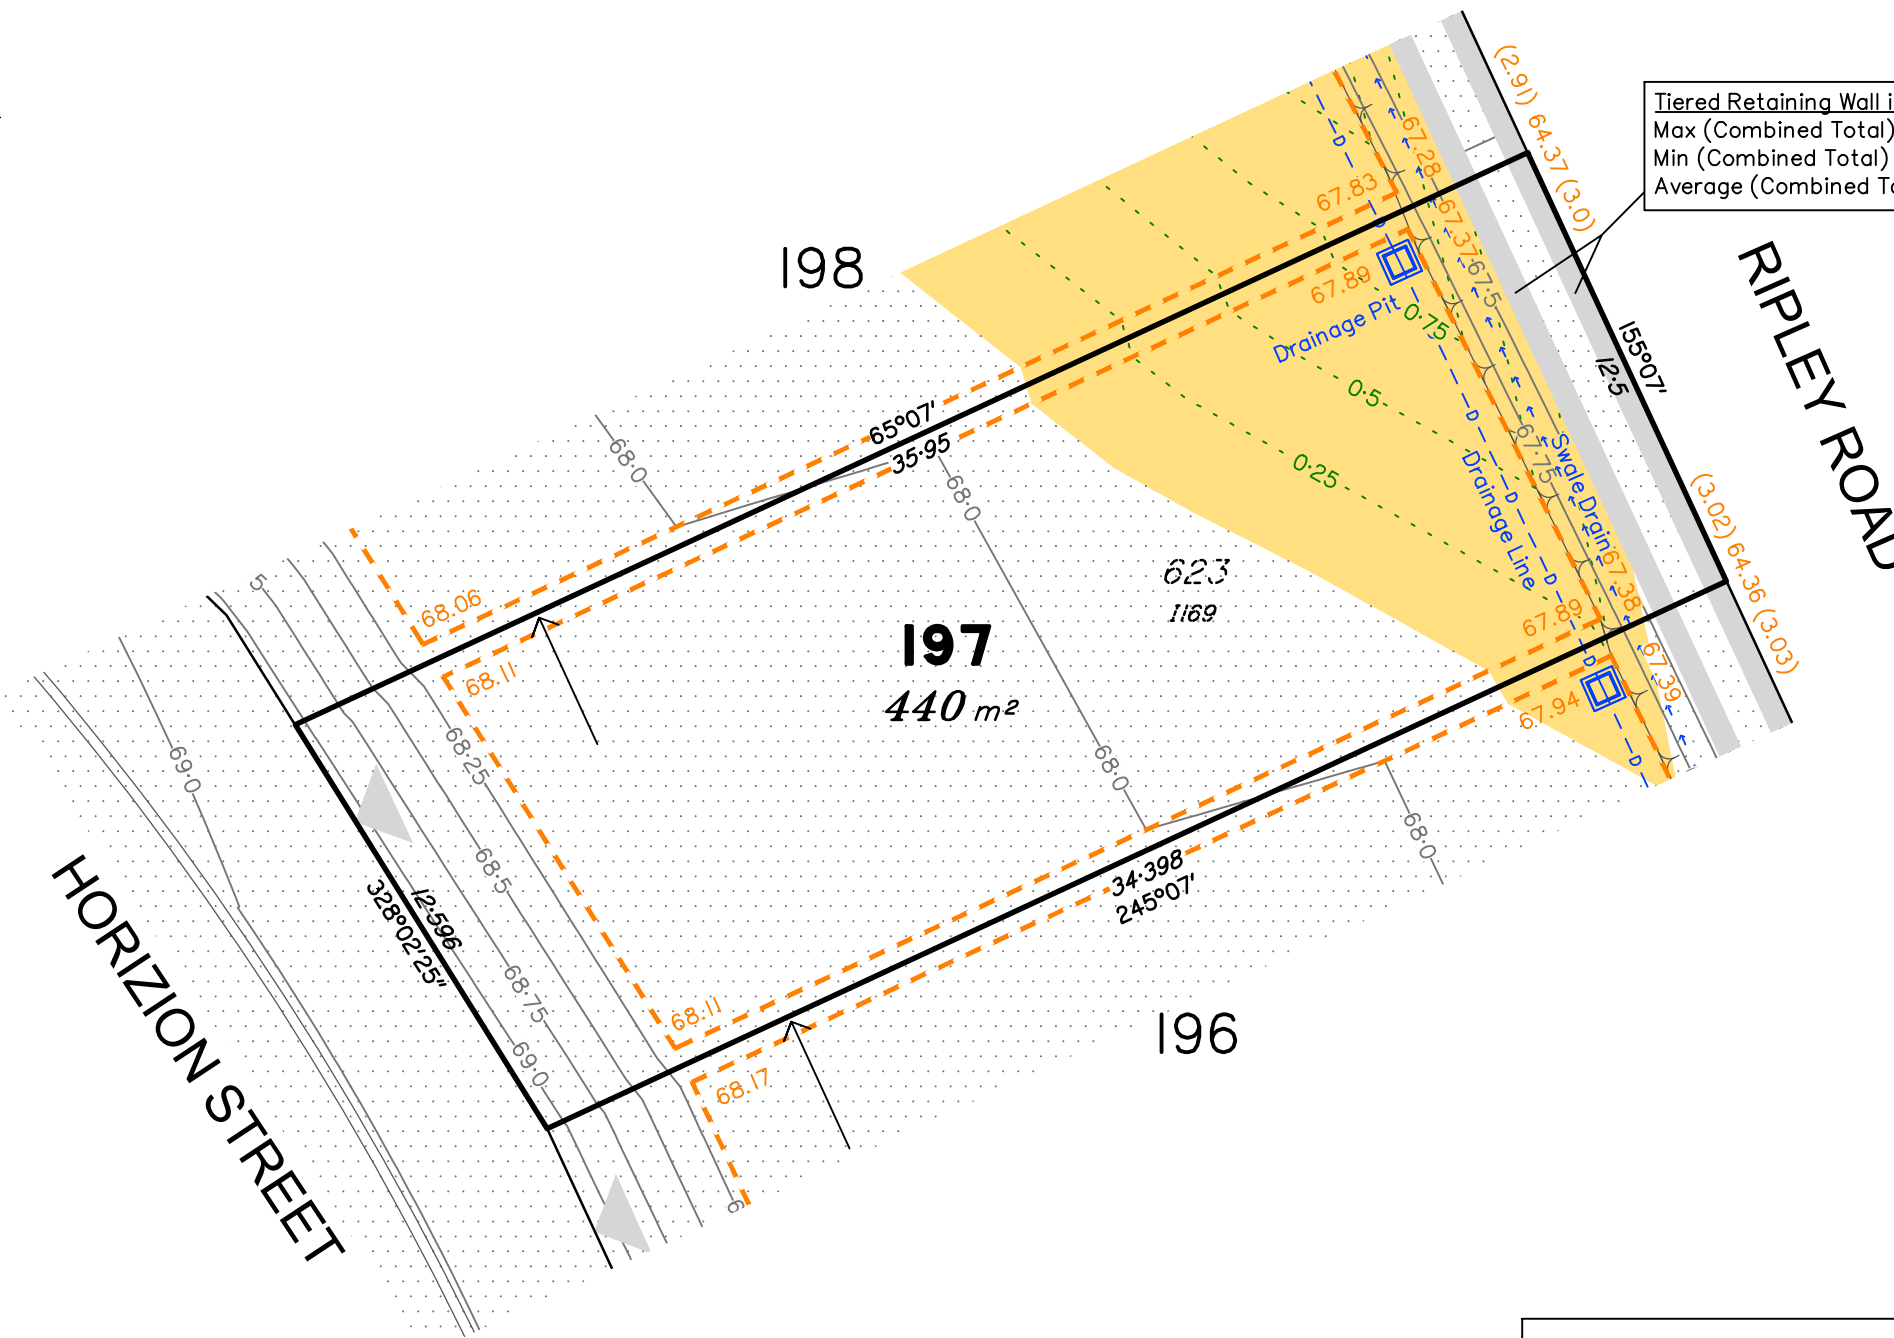 (2.91) 64.37 (3.0)
Tiered Retaining Wall i
Max (Combined Total)
Min (Combined Total)
Average (Combined To
RIPLEY ROAD
198
67.83
67.28
67.37
67.5
67.89
Drainage Pit
0.75
D
155°07'
12.5
65°07'
35.95
0.5
0.25
67.75
Swale Drain
Drainage Line
D
D
D
68.0
68.0
(3.02) 64.36 (3.03)
623
1169
197
440 m²
67.89
67.38
67.39
67.94
D
D
5
68.06
68.11
68.25
69.0
68.0
68.0
34.398
245°07'
68.5
12.596
328°02'25"
68.75
69.0
68.11
68.17
196
HORIZION STREET
6